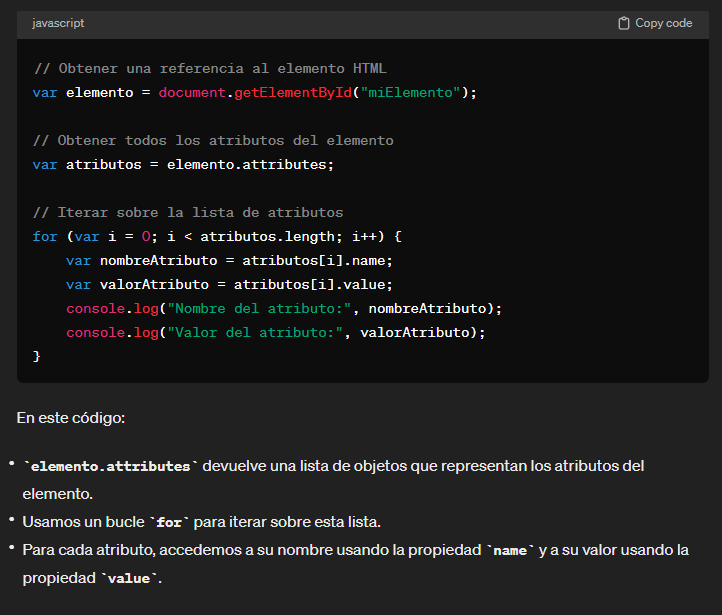 javascript
Copy code
// Obtener una referencia al elemento HTML
var elemento = document.getElementById("miElemento");
// Obtener todos los atributos del elemento
var atributos = elemento.attributes;
// Iterar sobre la lista de atributos
for (var i = 0; i < atributos.length; i++) {
    var nombreAtributo = atributos[i].name;
    var valorAtributo = atributos[i].value;
    console.log("Nombre del atributo:", nombreAtributo);
    console.log("Valor del atributo:", valorAtributo);
}
En este código:
• `elemento.attributes` devuelve una lista de objetos que representan los atributos del
elemento.
• Usamos un bucle `for` para iterar sobre esta lista.
• Para cada atributo, accedemos a su nombre usando la propiedad `name` y a su valor usando la
propiedad `value`.